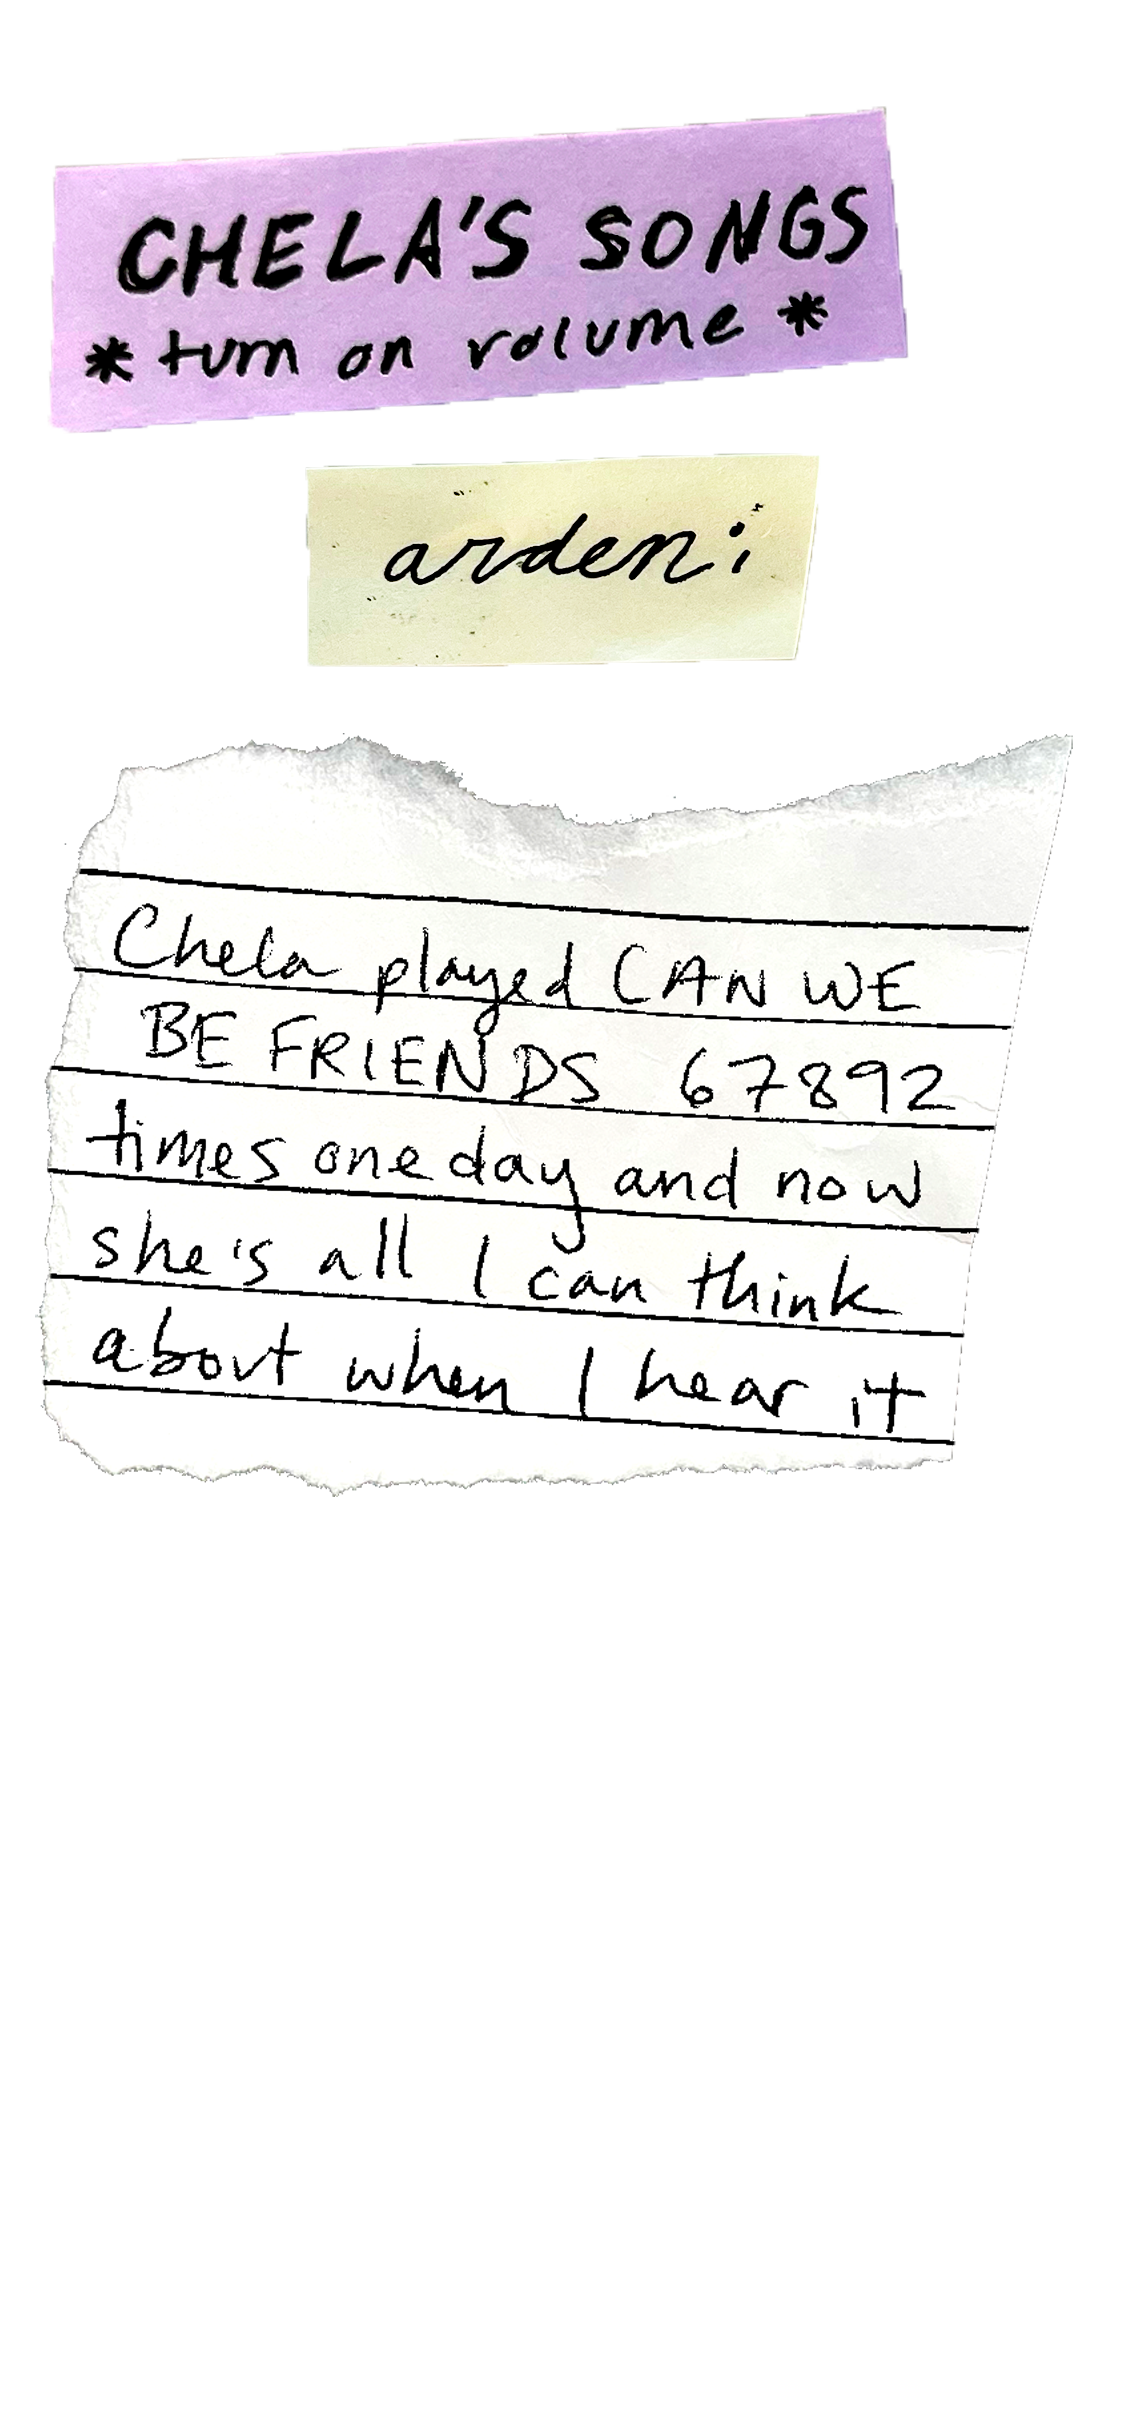 CHELA'S SONGS
* turn on volume *
arden:
Chela played CAN WE
BE FRIENDS 67892
times one day and now
she's all I can think
about when I hear it